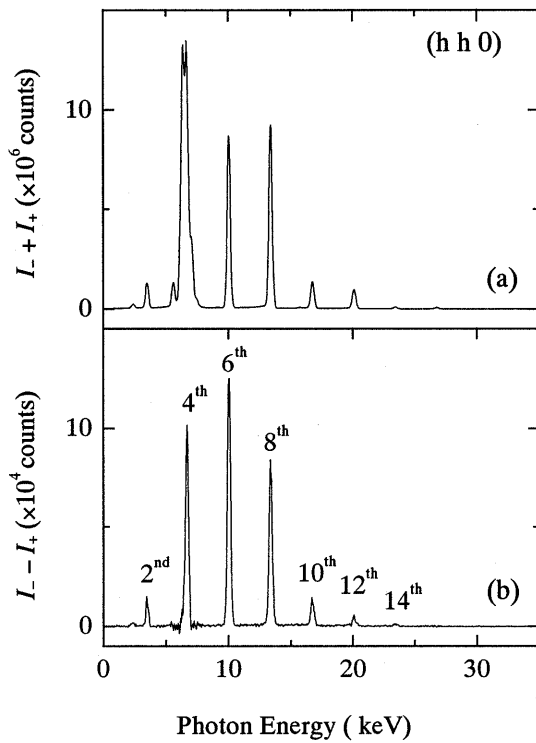 (h h 0)
10
0
I₋ + I₊ (×10⁶ counts)
(a)
6ᵗʰ
4ᵗʰ
8ᵗʰ
2ⁿᵈ
10ᵗʰ
12ᵗʰ
14ᵗʰ
10
0
I₋ − I₊ (×10⁴ counts)
(b)
0 10 20 30
Photon Energy ( keV)